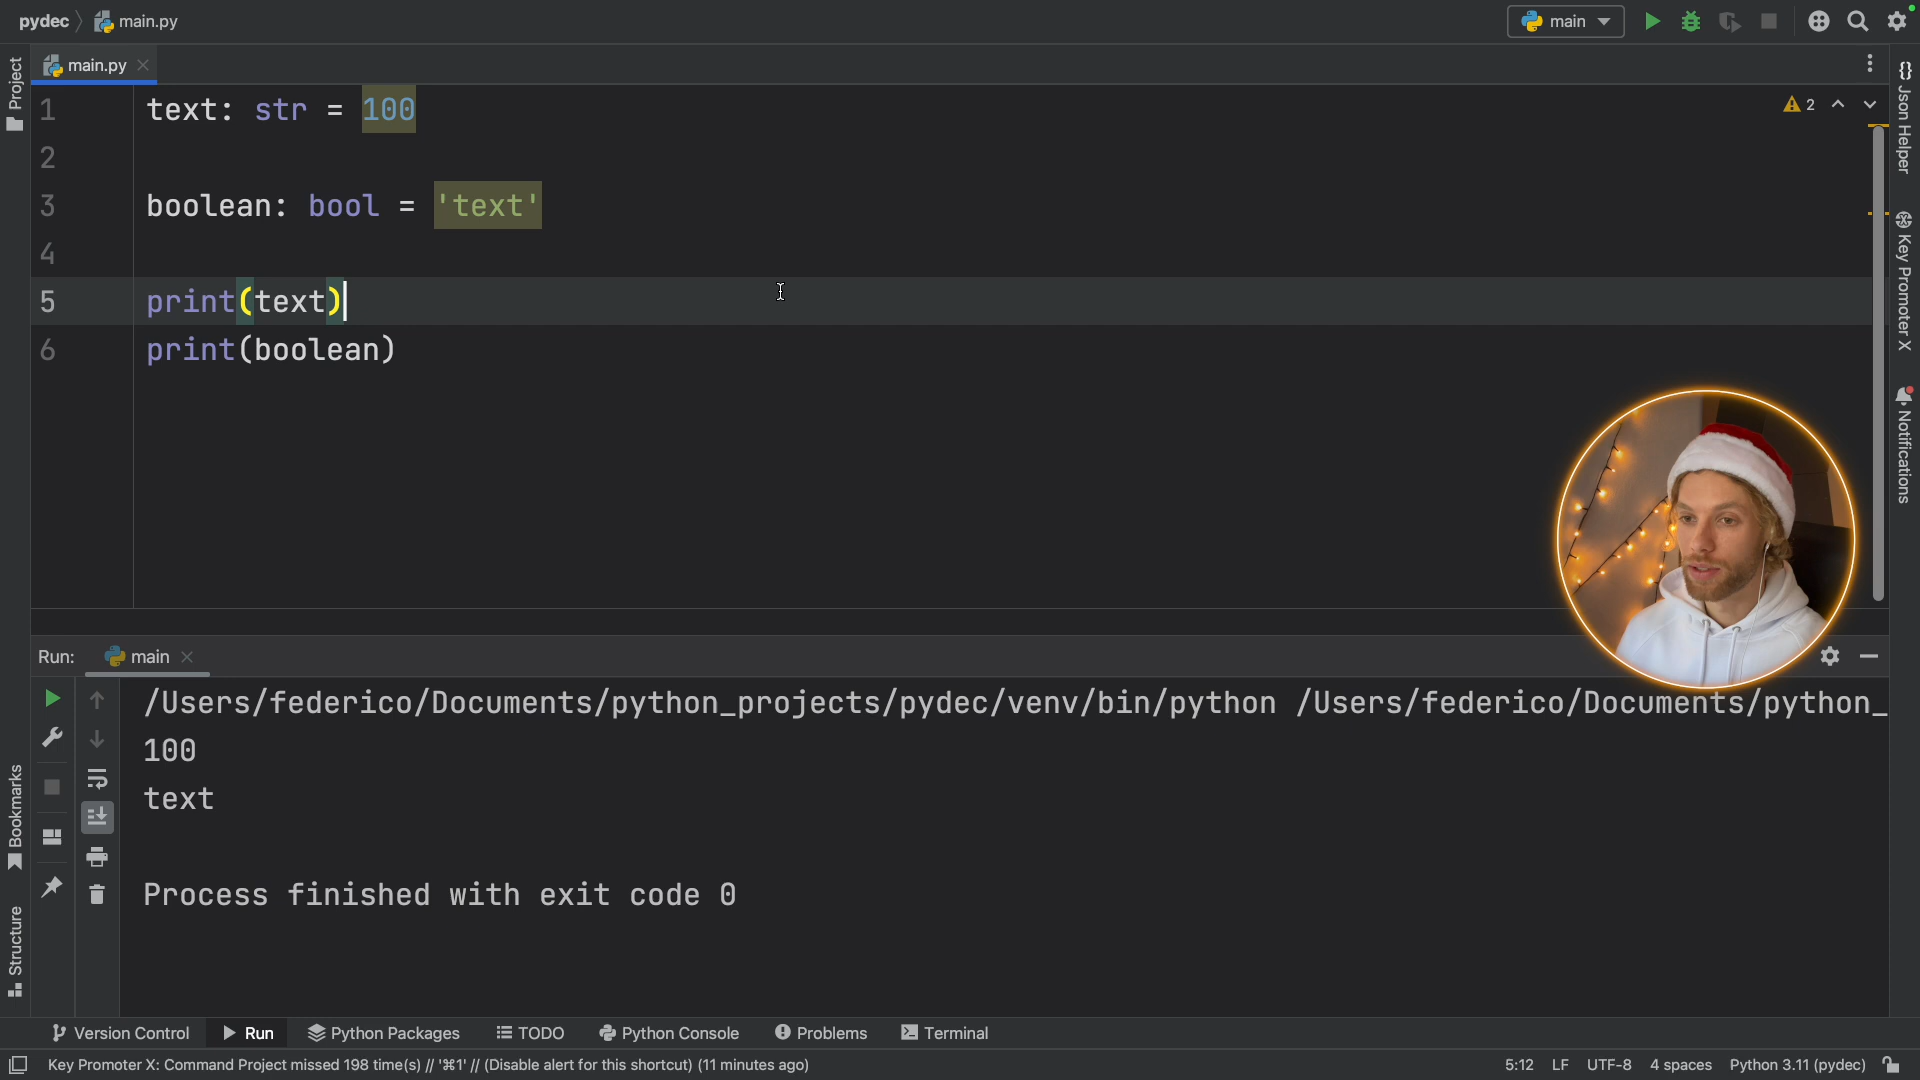 pydec
main.py
main
main.py
Project
2
1 text: str = 100
2
3 boolean: bool = 'text'
4
5 print(text)
6 print(boolean)
{} Json Helper
Key Promoter X
Notifications
Run: main
/Users/federico/Documents/python_projects/pydec/venv/bin/python /Users/federico/Documents/python_
100
text
Process finished with exit code 0
Bookmarks
Structure
Version Control Run Python Packages TODO Python Console Problems Terminal
Key Promoter X: Command Project missed 198 time(s) // '⌘1' // (Disable alert for this shortcut) (11 minutes ago) 5:12 LF UTF-8 4 spaces Python 3.11 (pydec)